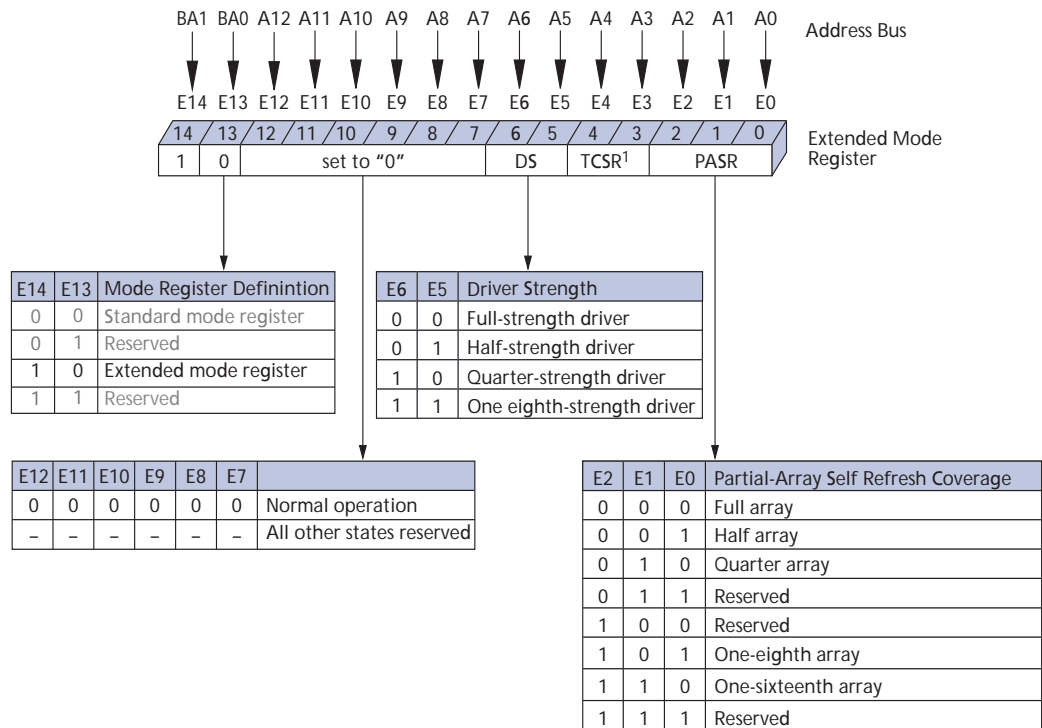 BA1 BA0 A12 A11 A10 A9 A8 A7 A6 A5 A4 A3 A2 A1 A0
Address Bus
E14 E13 E12 E11 E10 E9 E8 E7 E6 E5 E4 E3 E2 E1 E0
14 13 12 11 10 9 8 7 6 5 4 3 2 1 0
Extended Mode
Register
1 0 set to “0” DS TCSR1 PASR
E14 E13 Mode Register Definintion
0 0 Standard mode register
0 1 Reserved
1 0 Extended mode register
1 1 Reserved
E6 E5 Driver Strength
0 0 Full-strength driver
0 1 Half-strength driver
1 0 Quarter-strength driver
1 1 One eighth-strength driver
E12 E11 E10 E9 E8 E7
0 0 0 0 0 0 Normal operation
– – – – – – All other states reserved
E2 E1 E0 Partial-Array Self Refresh Coverage
0 0 0 Full array
0 0 1 Half array
0 1 0 Quarter array
0 1 1 Reserved
1 0 0 Reserved
1 0 1 One-eighth array
1 1 0 One-sixteenth array
1 1 1 Reserved